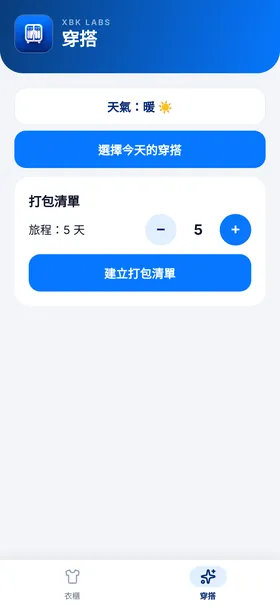 XBK LABS
穿搭
天氣：暖 ☀️
選擇今天的穿搭
打包清單
旅程：5 天
− 5 +
建立打包清單
衣櫃
穿搭